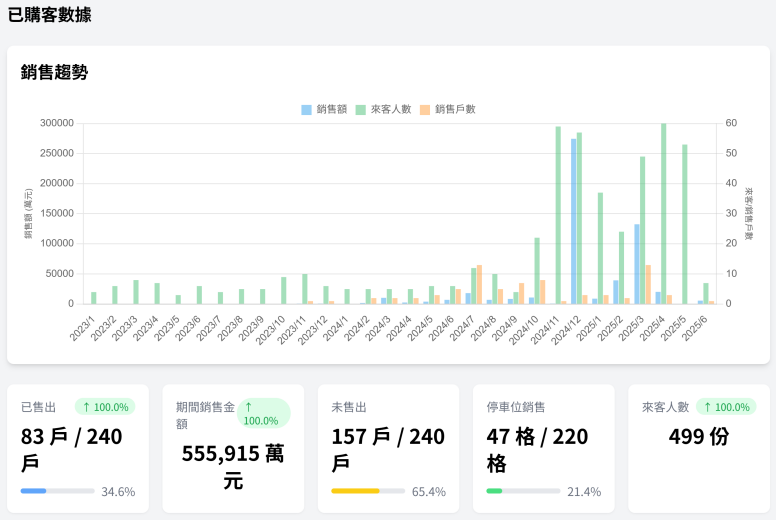 已購客數據
銷售趨勢
銷售額 來客人數 銷售戶數
300000
250000
200000
150000
100000
50000
0
銷售額 (萬元)
60
50
40
30
20
10
0
來客/銷售戶數
2023/1 2023/2 2023/3 2023/4 2023/5 2023/6 2023/7 2023/8 2023/9 2023/10 2023/11 2023/12 2024/1 2024/2 2024/3 2024/4 2024/5 2024/6 2024/7 2024/8 2024/9 2024/10 2024/11 2024/12 2025/1 2025/2 2025/3 2025/4 2025/5 2025/6
已售出 ↑ 100.0%
83 戶 / 240
戶
34.6%
期間銷售金
額
↑
100.0%
555,915 萬
元
未售出
157 戶 / 240
戶
65.4%
停車位銷售
47 格 / 220
格
21.4%
來客人數 ↑ 100.0%
499 份